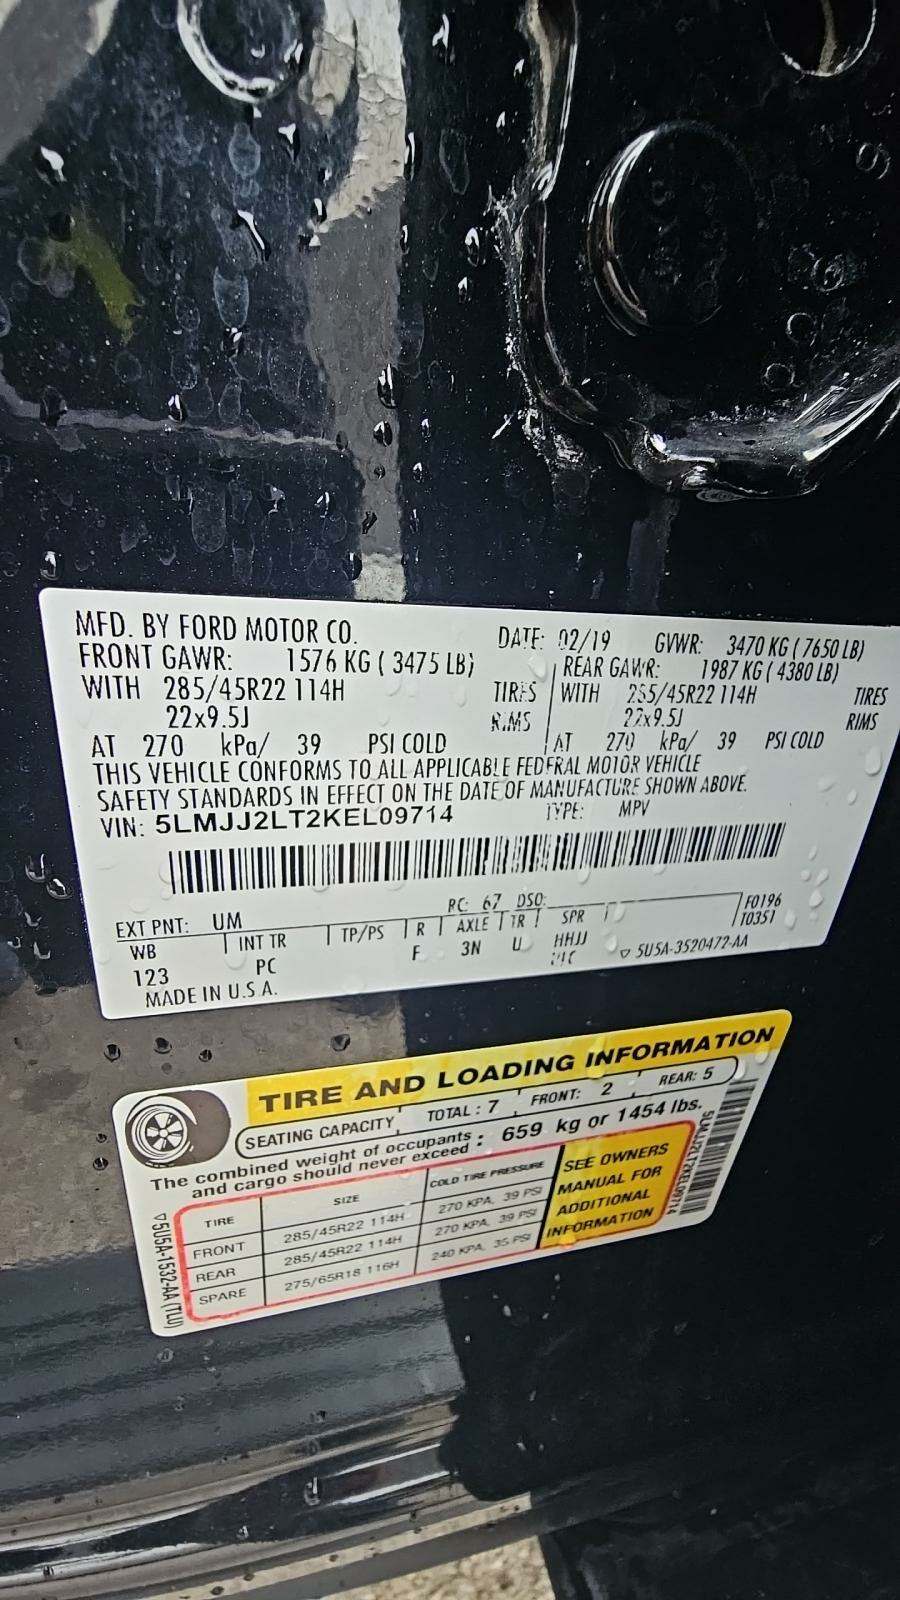 MFD. BY FORD MOTOR CO. DATE: 02/19 GVWR: 3470 KG ( 7650 LB)
FRONT GAWR: 1576 KG ( 3475 LB) REAR GAWR: 1987 KG ( 4380 LB)
WITH 285/45R22 114H TIRES WITH 285/45R22 114H TIRES
22x9.5J RIMS 22x9.5J RIMS
AT 270 kPa/ 39 PSI COLD AT 270 kPa/ 39 PSI COLD
THIS VEHICLE CONFORMS TO ALL APPLICABLE FEDERAL MOTOR VEHICLE
SAFETY STANDARDS IN EFFECT ON THE DATE OF MANUFACTURE SHOWN ABOVE.
VIN: 5LMJJ2LT2KEL09714 TYPE: MPV
EXT PNT: UM RC: 67 DSO: F0196
WB INT TR TP/PS R AXLE TR SPR T0351
123 PC F 3N U HHJJ
MADE IN U.S.A. 5U5A-3520472-AA
TIRE AND LOADING INFORMATION
SEATING CAPACITY TOTAL : 7 FRONT: 2 REAR: 5
The combined weight of occupants : 659 kg or 1454 lbs.
and cargo should never exceed
TIRE SIZE COLD TIRE PRESSURE
FRONT 285/45R22 114H 270 KPA, 39 PSI
REAR 285/45R22 114H 270 KPA, 39 PSI
SPARE 275/65R18 116H 240 KPA, 35 PSI
SEE OWNERS
MANUAL FOR
ADDITIONAL
INFORMATION
5U5A-1532-AA (TLU)
5LMJJ2LT2KEL09714